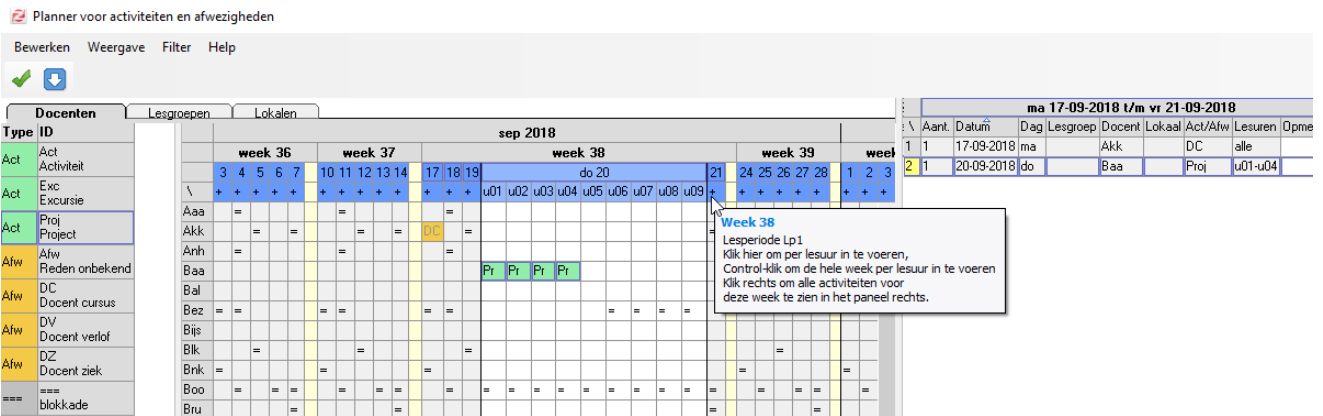 Planner voor activiteiten en afwezigheden
Bewerken Weergave Filter Help
Docenten Lesgroepen Lokalen
Type ID
Act Act
Activiteit
Act Exc
Excursie
Act Proj
Project
Afw Afw
Reden onbekend
Afw DC
Docent cursus
Afw DV
Docent verlof
Afw DZ
Docent ziek
=== ===
blokkade
sep 2018
week 36 week 37 week 38 week 39 week
3 4 5 6 7 10 11 12 13 14 17 18 19 do 20 21 24 25 26 27 28 1 2 3
\ + + + + + + + + + + + + + u01 u02 u03 u04 u05 u06 u07 u08 u09 + + + + + + + + +
Aaa = = =
Akk = = = = DC = =
Anh = = =
Baa Pr Pr Pr Pr
Bal
Bez = = = = = = = =
Bijs
Blk = = = =
Bnk = = = = =
Boo = = = = = = = = = = = = = = = = = = = = =
Bru = = = =
ma 17-09-2018 t/m vr 21-09-2018
\ Aant. Datum Dag Lesgroep Docent Lokaal Act/Afw Lesuren Opme
1 1 17-09-2018 ma Akk DC alle
2 1 20-09-2018 do Baa Proj u01-u04
Week 38
Lesperiode Lp1
Klik hier om per lesuur in te voeren,
Control-klik om de hele week per lesuur in te voeren
Klik rechts om alle activiteiten voor
deze week te zien in het paneel rechts.